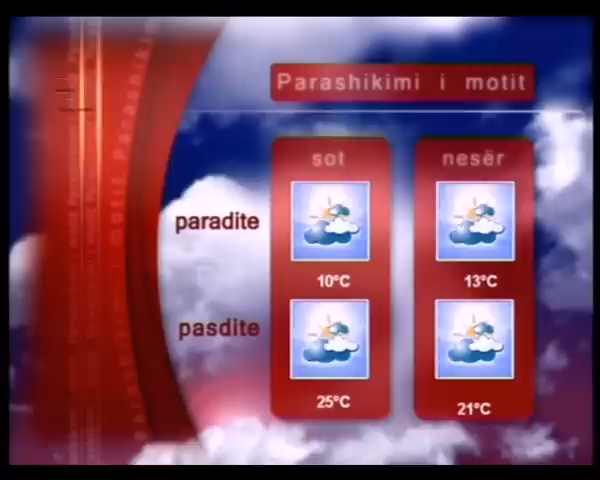 Parashikimi i motit
sot nesër
paradite
10°C 13°C
pasdite
25°C 21°C